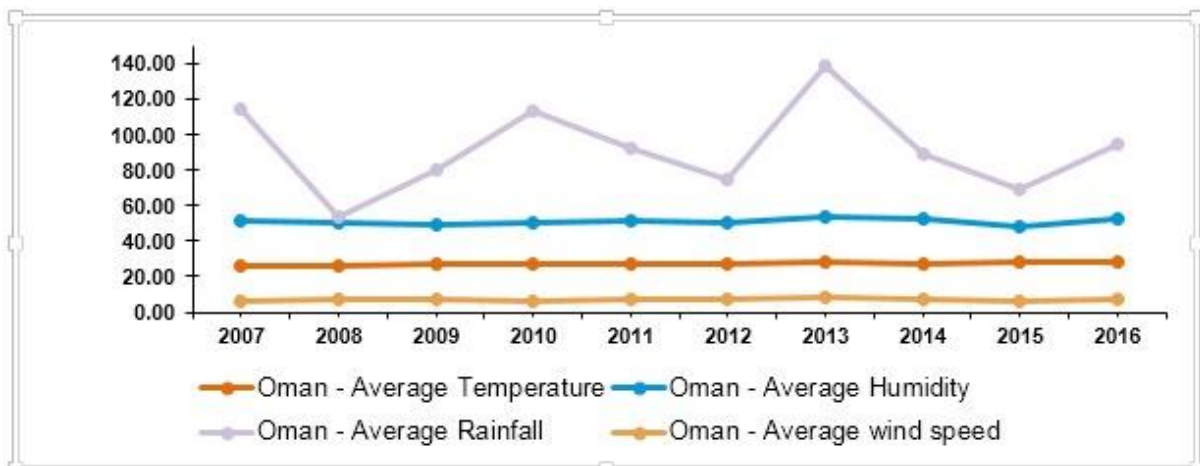 140.00
120.00
100.00
80.00
60.00
40.00
20.00
0.00
2007 2008 2009 2010 2011 2012 2013 2014 2015 2016
Oman - Average Temperature Oman - Average Humidity
Oman - Average Rainfall Oman - Average wind speed